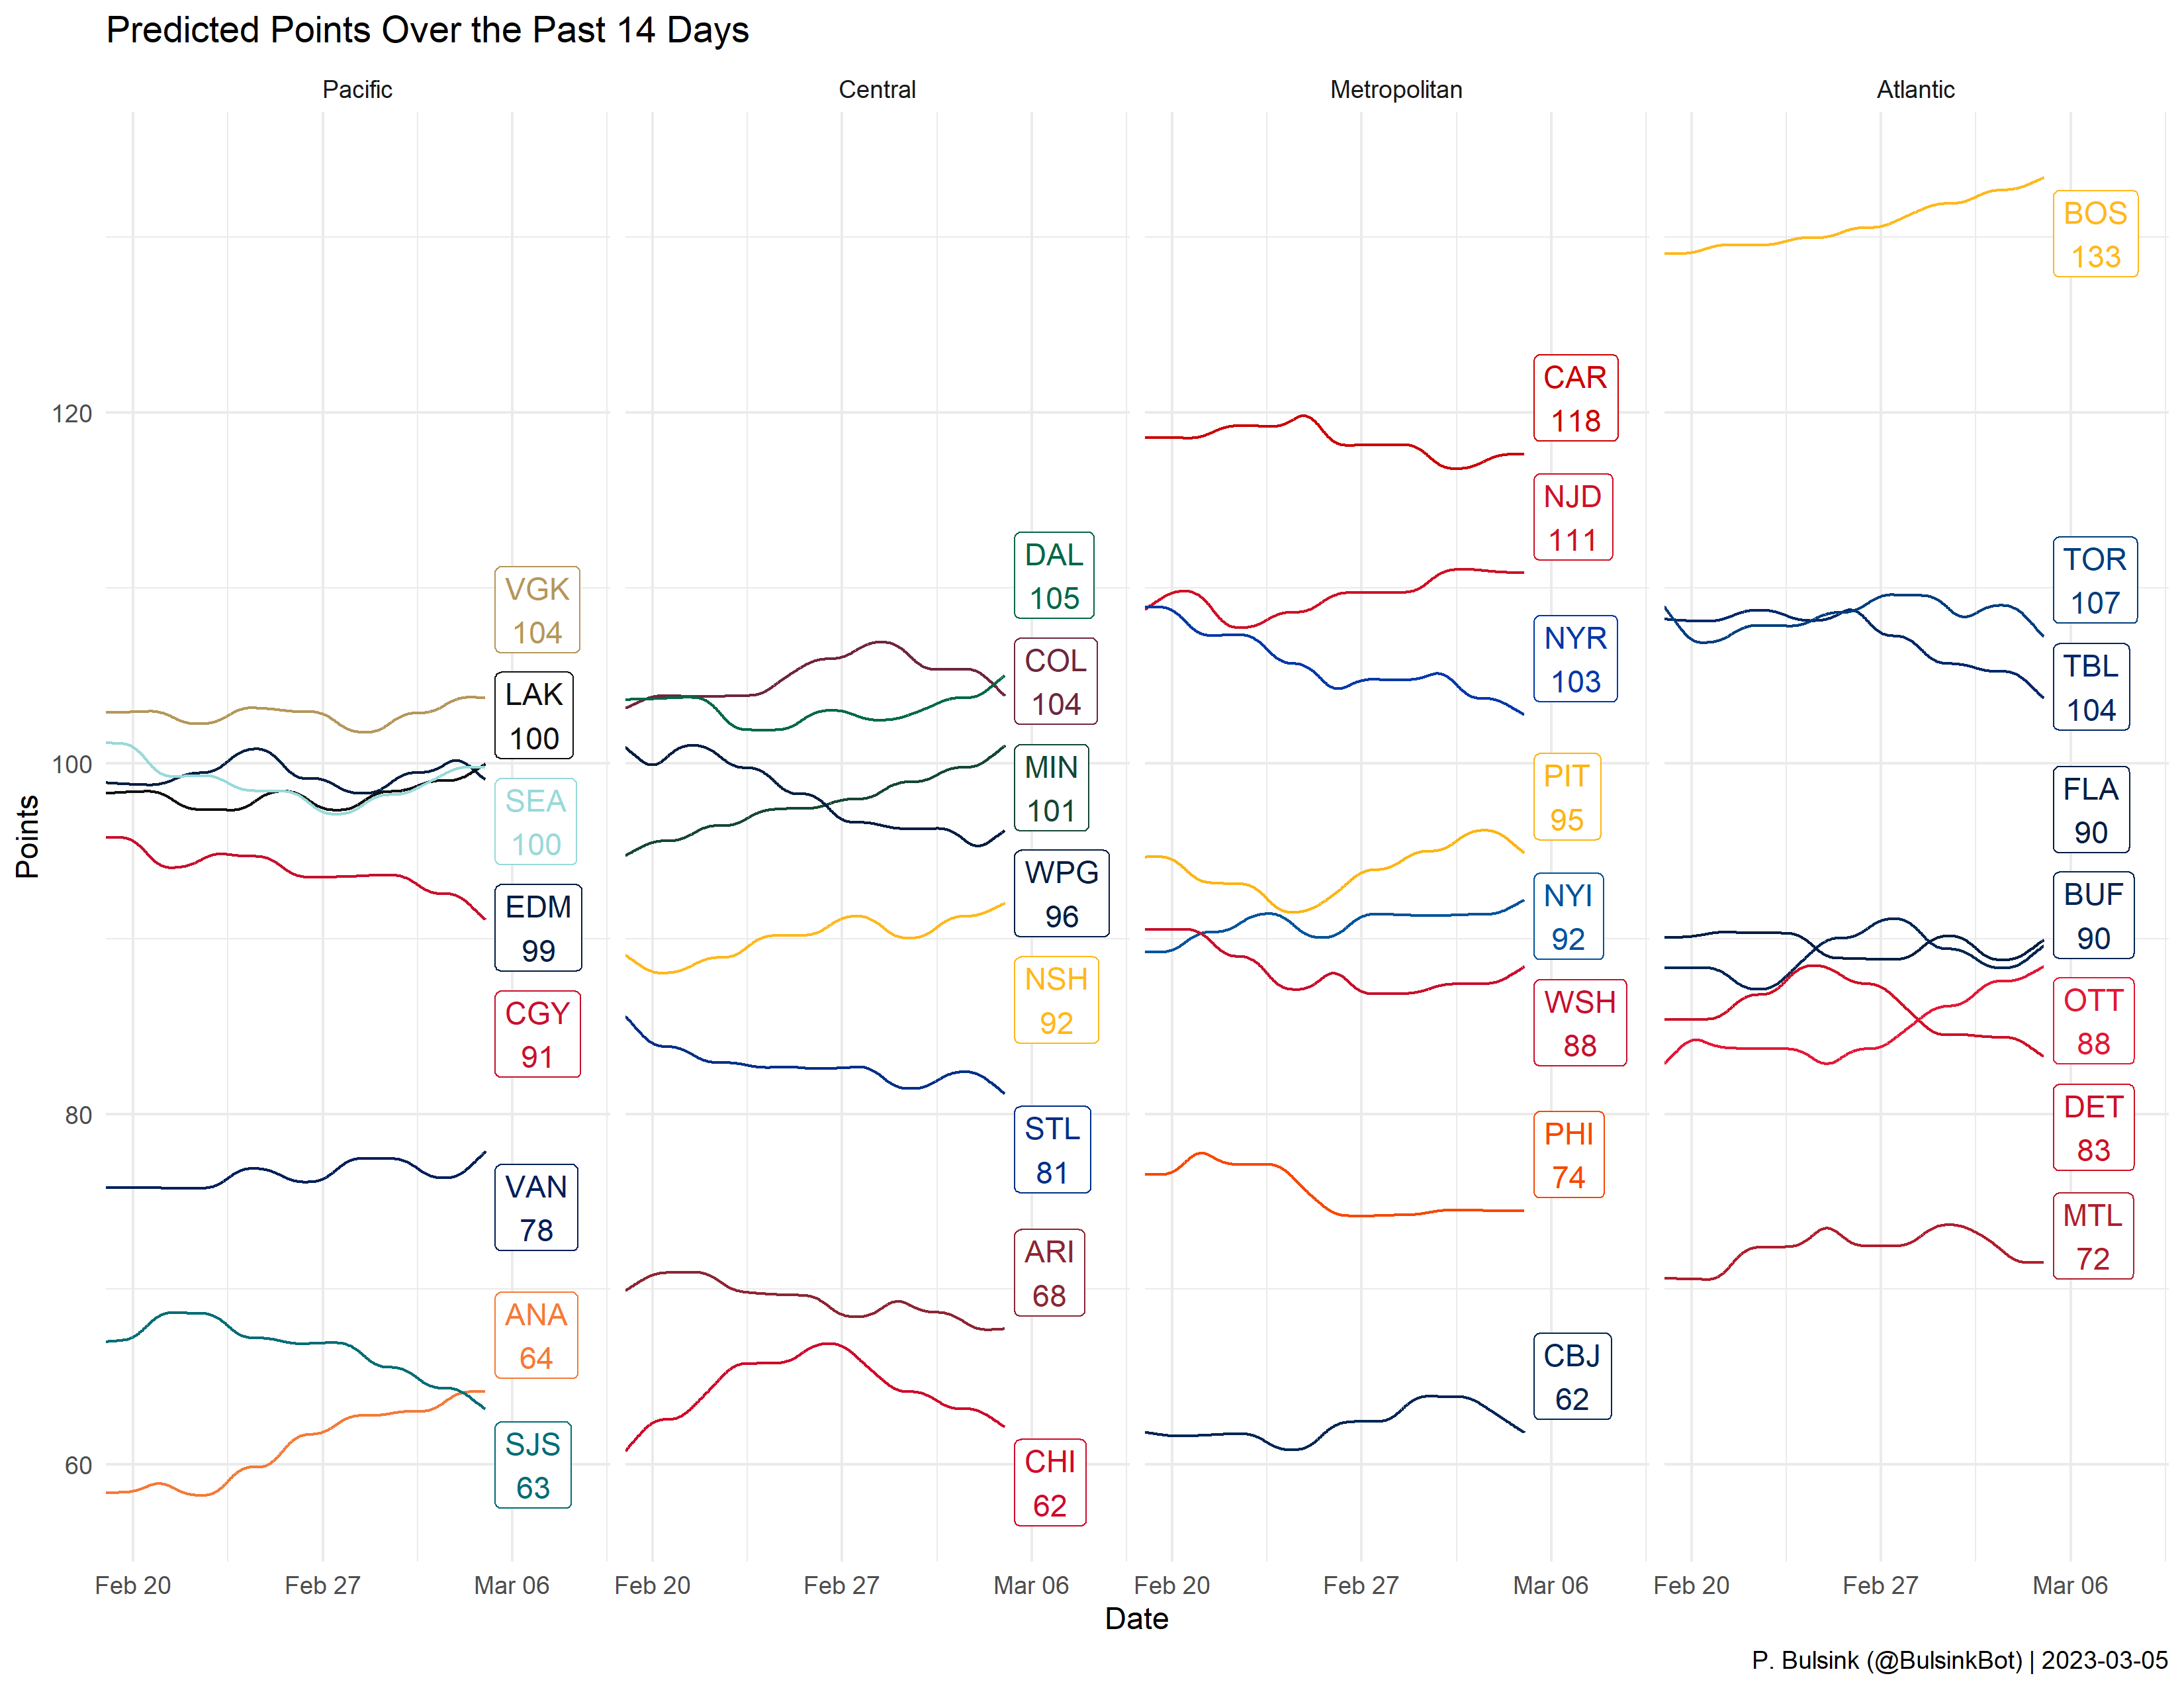 Predicted Points Over the Past 14 Days
Pacific
Central
Metropolitan
Atlantic
Points
120
100
80
60
VGK
104
LAK
100
SEA
100
EDM
99
CGY
91
VAN
78
ANA
64
SJS
63
DAL
105
COL
104
MIN
101
WPG
96
NSH
92
STL
81
ARI
68
CHI
62
CAR
118
NJD
111
NYR
103
PIT
95
NYI
92
WSH
88
PHI
74
CBJ
62
BOS
133
TOR
107
TBL
104
FLA
90
BUF
90
OTT
88
DET
83
MTL
72
Feb 20 Feb 27 Mar 06
Feb 20 Feb 27 Mar 06
Feb 20 Feb 27 Mar 06
Feb 20 Feb 27 Mar 06
Date
P. Bulsink (@BulsinkBot) | 2023-03-05